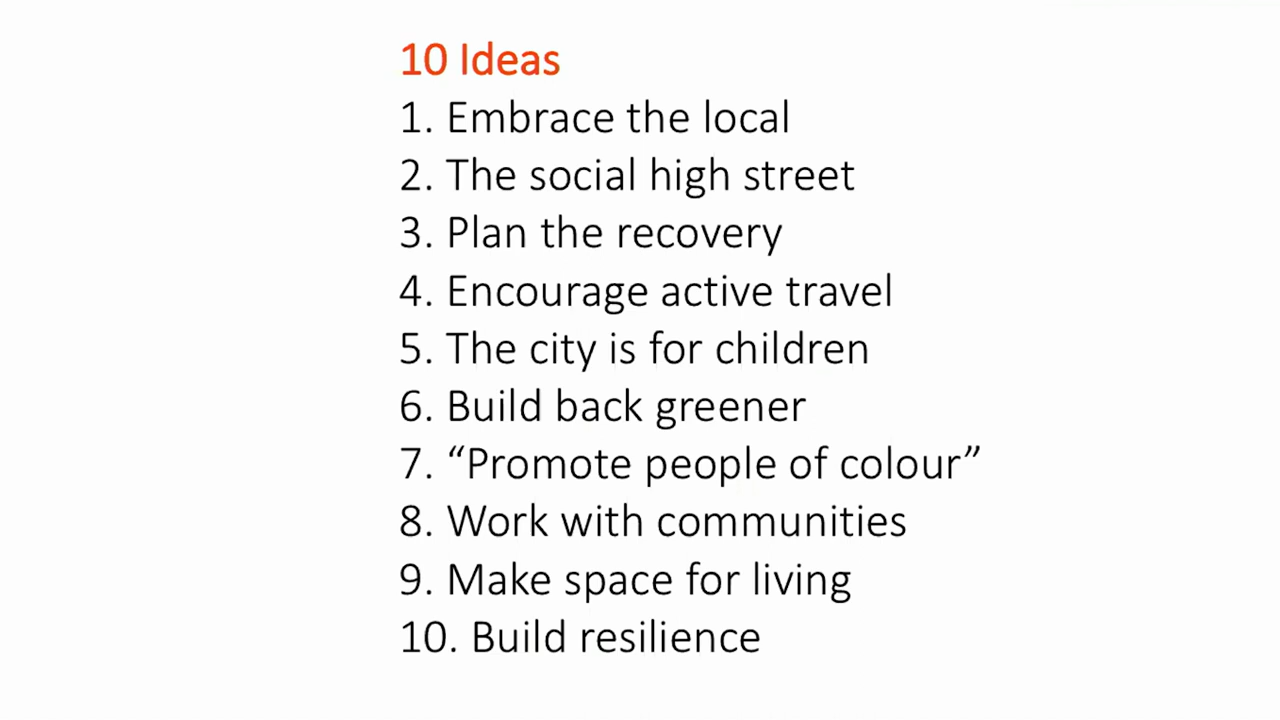 10 Ideas
1. Embrace the local
2. The social high street
3. Plan the recovery
4. Encourage active travel
5. The city is for children
6. Build back greener
7. “Promote people of colour”
8. Work with communities
9. Make space for living
10. Build resilience